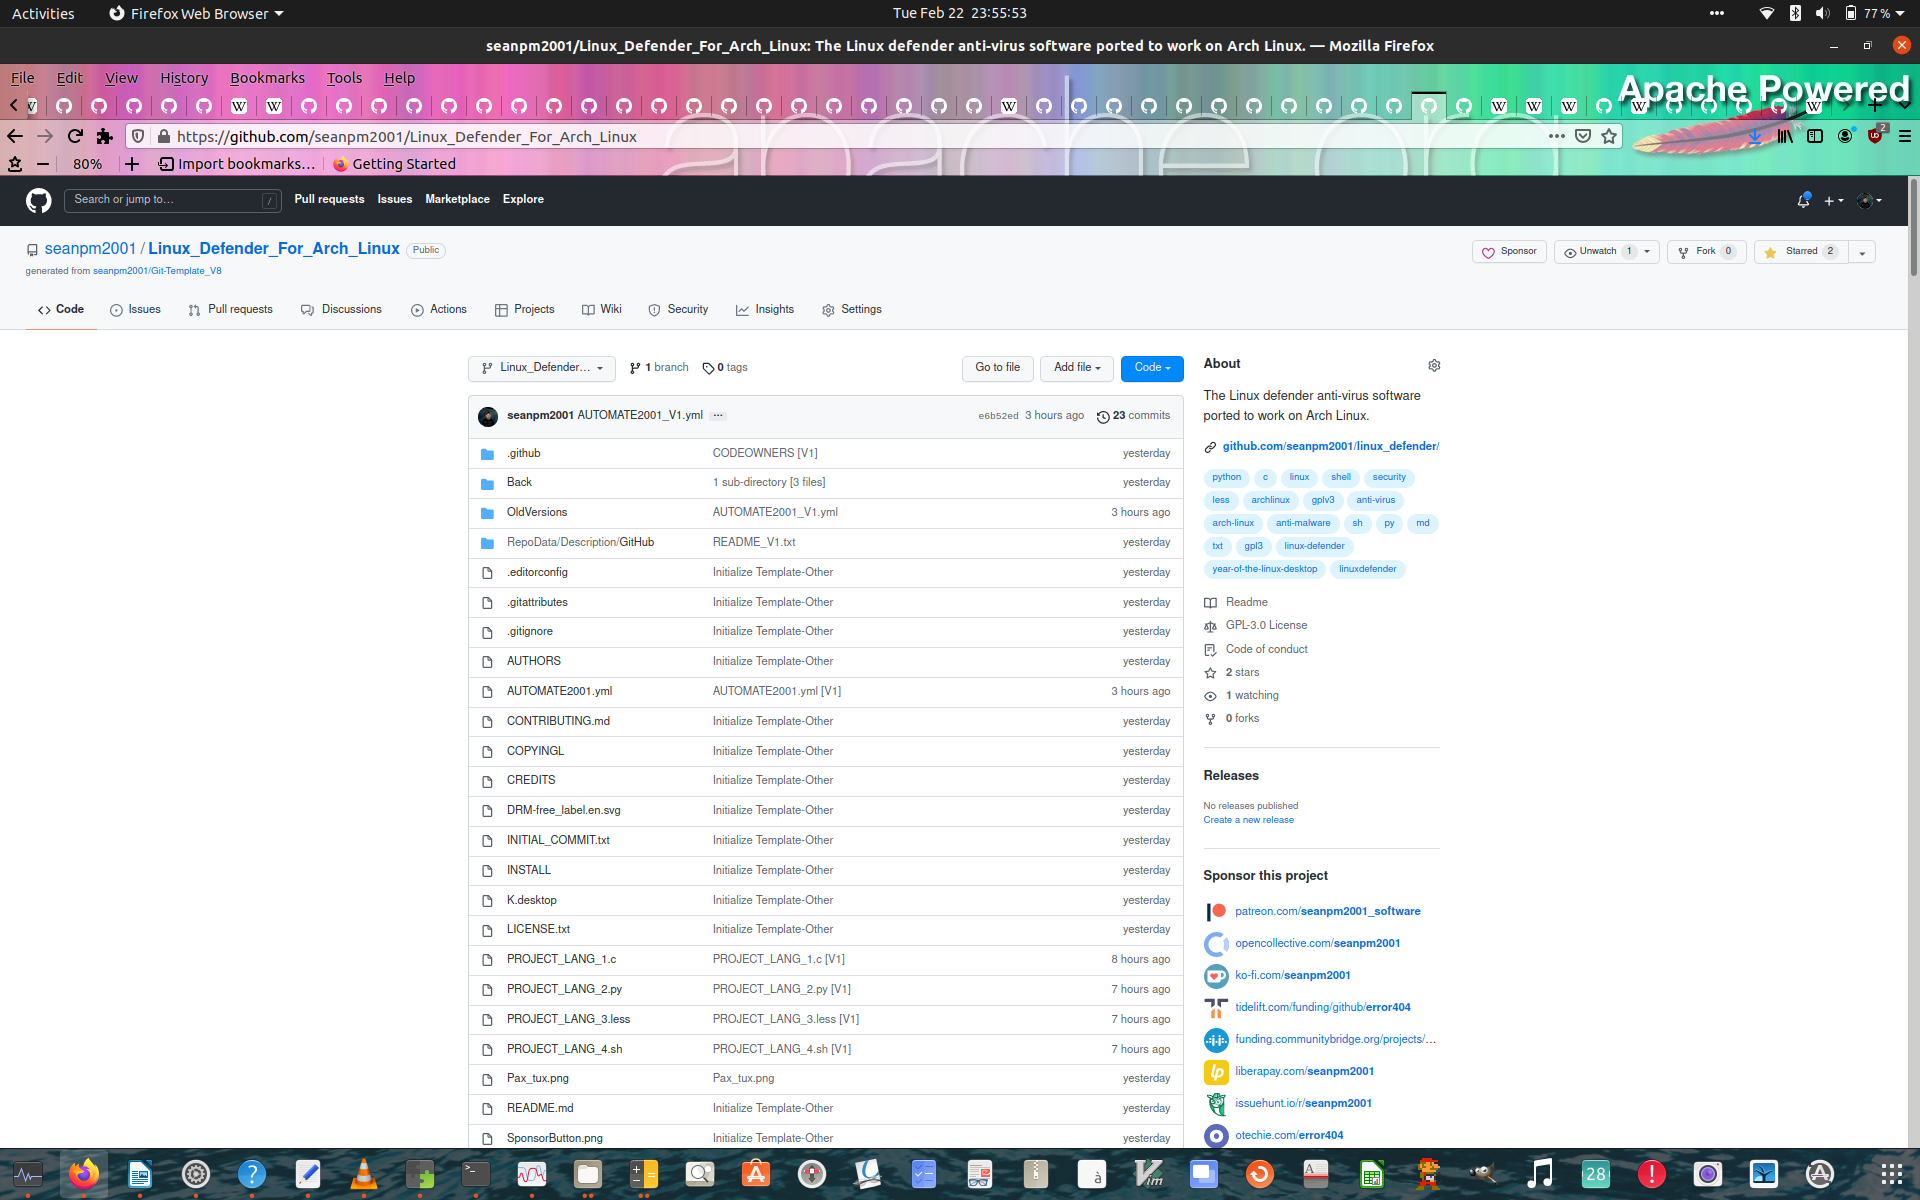 Activities
Firefox Web Browser
Tue Feb 22 23:55:53
77 %
seanpm2001/Linux_Defender_For_Arch_Linux: The Linux defender anti-virus software ported to work on Arch Linux. — Mozilla Firefox
File Edit View History Bookmarks Tools Help
Apache Powered
https://github.com/seanpm2001/Linux_Defender_For_Arch_Linux
2
80%
Import bookmarks…
Getting Started
Search or jump to…
/
Pull requests Issues Marketplace Explore
seanpm2001 / Linux_Defender_For_Arch_Linux Public
Sponsor
Unwatch 1
Fork 0
Starred 2
generated from seanpm2001/Git-Template_V8
Code Issues Pull requests Discussions Actions Projects Wiki Security Insights Settings
Linux_Defender...
1 branch
0 tags
Go to file
Add file
Code
seanpm2001 AUTOMATE2001_V1.yml ...
e6b52ed 3 hours ago
23 commits
.github CODEOWNERS [V1] yesterday
Back 1 sub-directory [3 files] yesterday
OldVersions AUTOMATE2001_V1.yml 3 hours ago
RepoData/Description/GitHub README_V1.txt yesterday
.editorconfig Initialize Template-Other yesterday
.gitattributes Initialize Template-Other yesterday
.gitignore Initialize Template-Other yesterday
AUTHORS Initialize Template-Other yesterday
AUTOMATE2001.yml AUTOMATE2001.yml [V1] 3 hours ago
CONTRIBUTING.md Initialize Template-Other yesterday
COPYINGL Initialize Template-Other yesterday
CREDITS Initialize Template-Other yesterday
DRM-free_label.en.svg Initialize Template-Other yesterday
INITIAL_COMMIT.txt Initialize Template-Other yesterday
INSTALL Initialize Template-Other yesterday
K.desktop Initialize Template-Other yesterday
LICENSE.txt Initialize Template-Other yesterday
PROJECT_LANG_1.c PROJECT_LANG_1.c [V1] 8 hours ago
PROJECT_LANG_2.py PROJECT_LANG_2.py [V1] 7 hours ago
PROJECT_LANG_3.less PROJECT_LANG_3.less [V1] 7 hours ago
PROJECT_LANG_4.sh PROJECT_LANG_4.sh [V1] 7 hours ago
Pax_tux.png Pax_tux.png yesterday
README.md Initialize Template-Other yesterday
SponsorButton.png Initialize Template-Other yesterday
About
The Linux defender anti-virus software
ported to work on Arch Linux.
github.com/seanpm2001/linux_defender/
python c linux shell security
less archlinux gplv3 anti-virus
arch-linux anti-malware sh py md
txt gpl3 linux-defender
year-of-the-linux-desktop linuxdefender
Readme
GPL-3.0 License
Code of conduct
2 stars
1 watching
0 forks
Releases
No releases published
Create a new release
Sponsor this project
patreon.com/seanpm2001_software
opencollective.com/seanpm2001
ko-fi.com/seanpm2001
tidelift.com/funding/github/error404
funding.communitybridge.org/projects/...
liberapay.com/seanpm2001
issuehunt.io/r/seanpm2001
otechie.com/error404
28